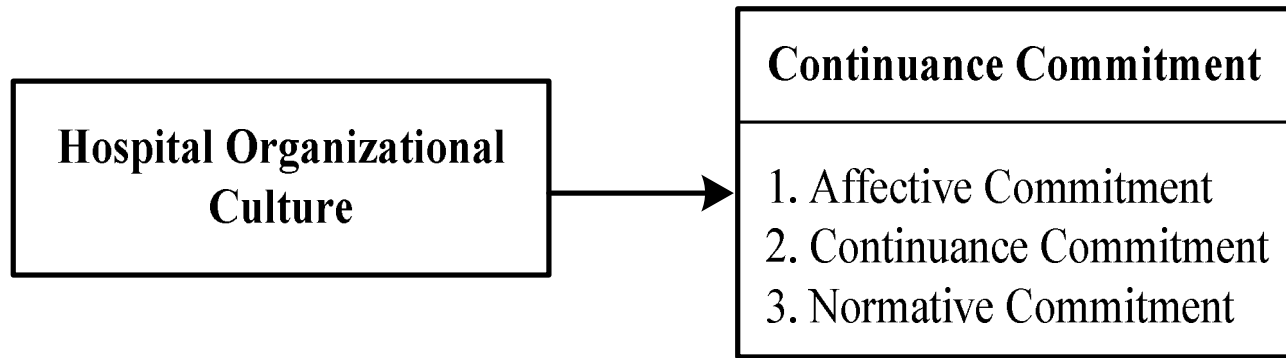 Hospital Organizational
Culture
Continuance Commitment
1. Affective Commitment
2. Continuance Commitment
3. Normative Commitment